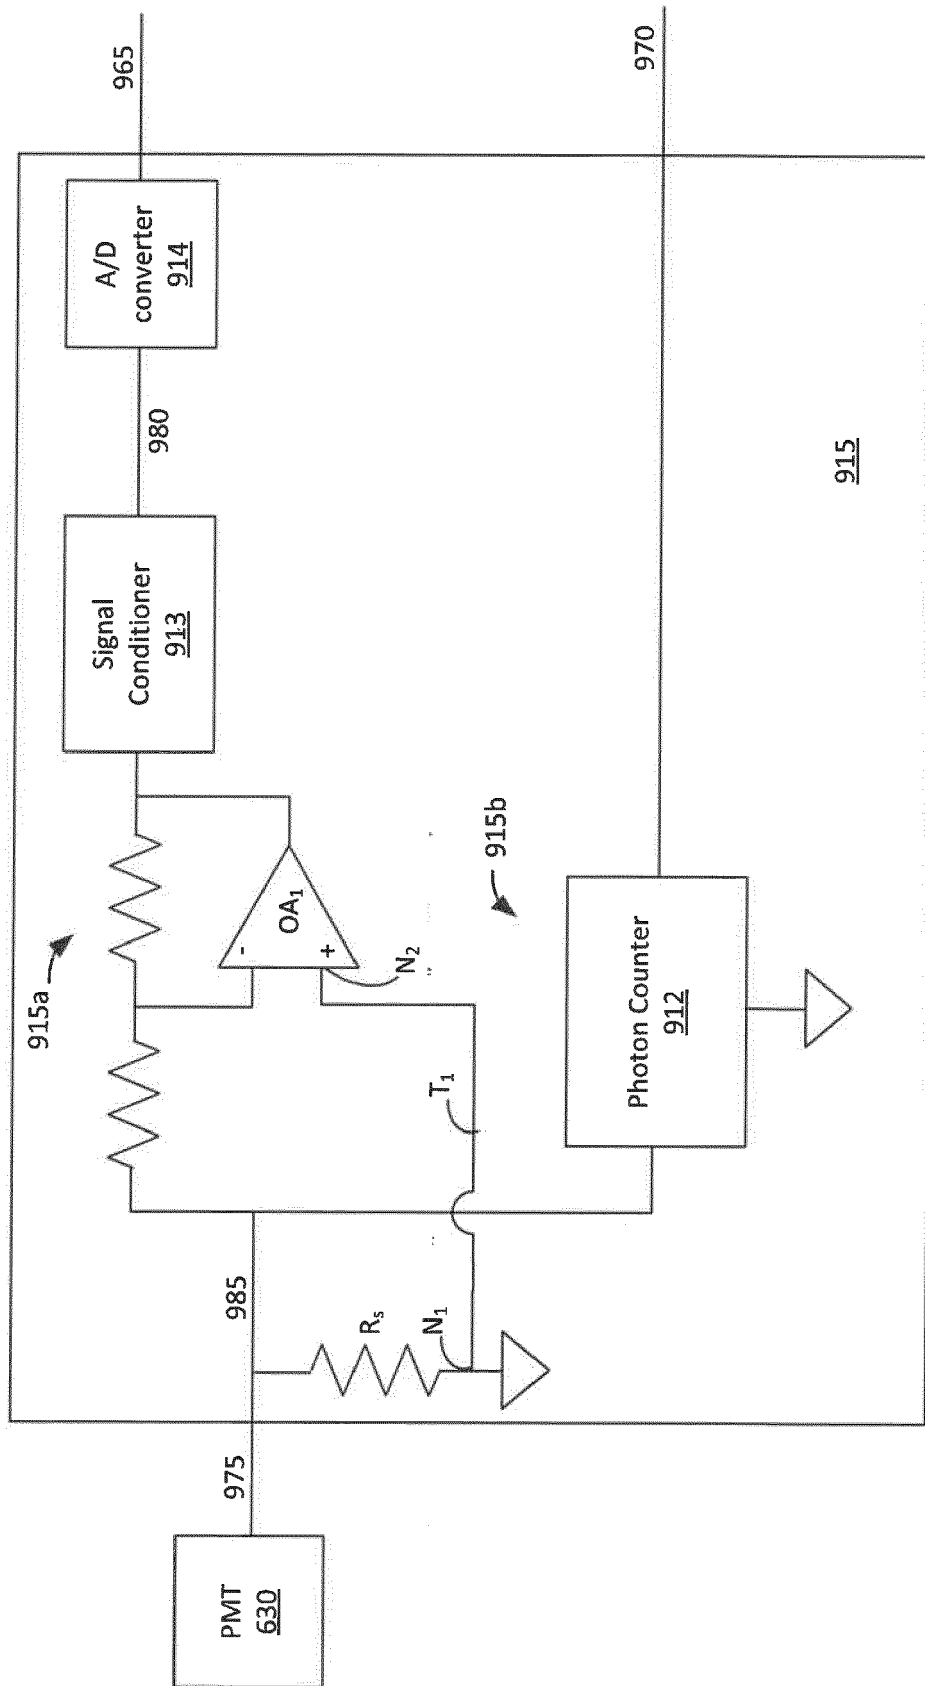 PMT
630
975
985
Rₛ
N₁
T₁
915a
-
+
OA₁
N₂
915b
Signal
Conditioner
913
980
A/D
converter
914
965
Photon Counter
912
970
915